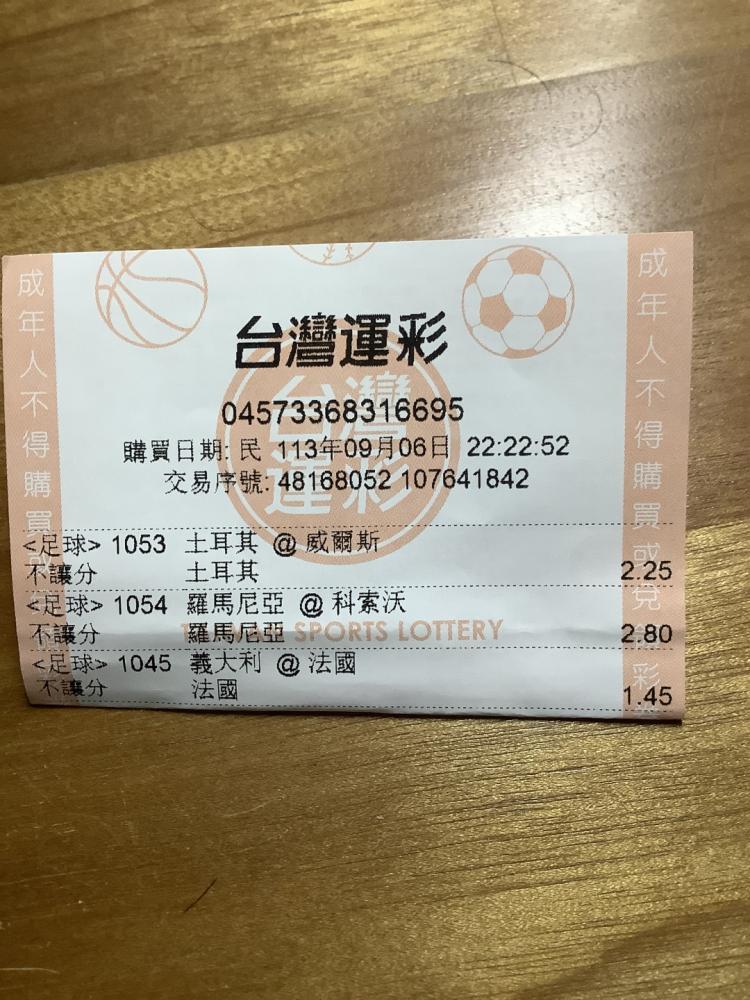 台灣運彩
04573368316695
購買日期: 民 113年09月06日 22:22:52
交易序號: 48168052 107641842
<足球> 1053 土耳其 @ 威爾斯
不讓分 土耳其 2.25
<足球> 1054 羅馬尼亞 @ 科索沃
不讓分 羅馬尼亞 2.80
<足球> 1045 義大利 @ 法國
不讓分 法國 1.45
台灣運彩
SPORTS LOTTERY
成年人不得購買
成年人不得購買或兌
彩